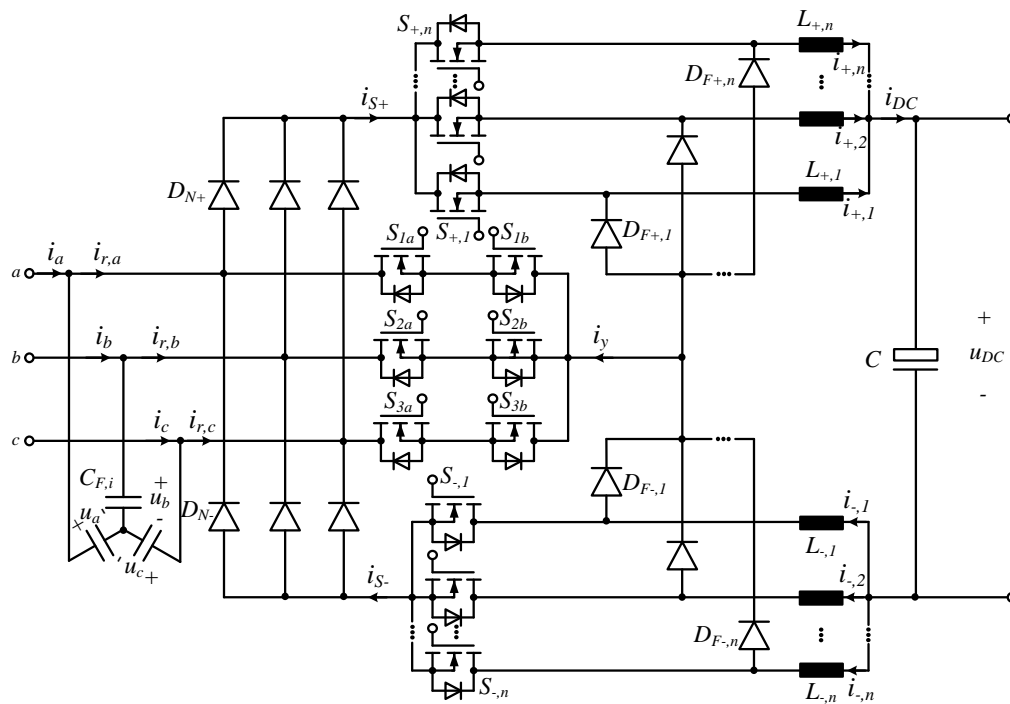 S+,n
L+,n
DF+,n
i+,n
iS+
iDC
i+,2
DN+
L+,1
S+,1
DF+,1
i+,1
S1a
S1b
ia
ir,a
a
S2a
S2b
ib
ir,b
iy
+
b
C
uDC
S3a
S3b
-
ic
ir,c
c
CF,i
+
ub
S-,1
DF-,1
ua
DN-
-
i-,1
+
-
uc
+
L-,1
iS-
i-,2
DF-,n
S-,n
L-,n
i-,n